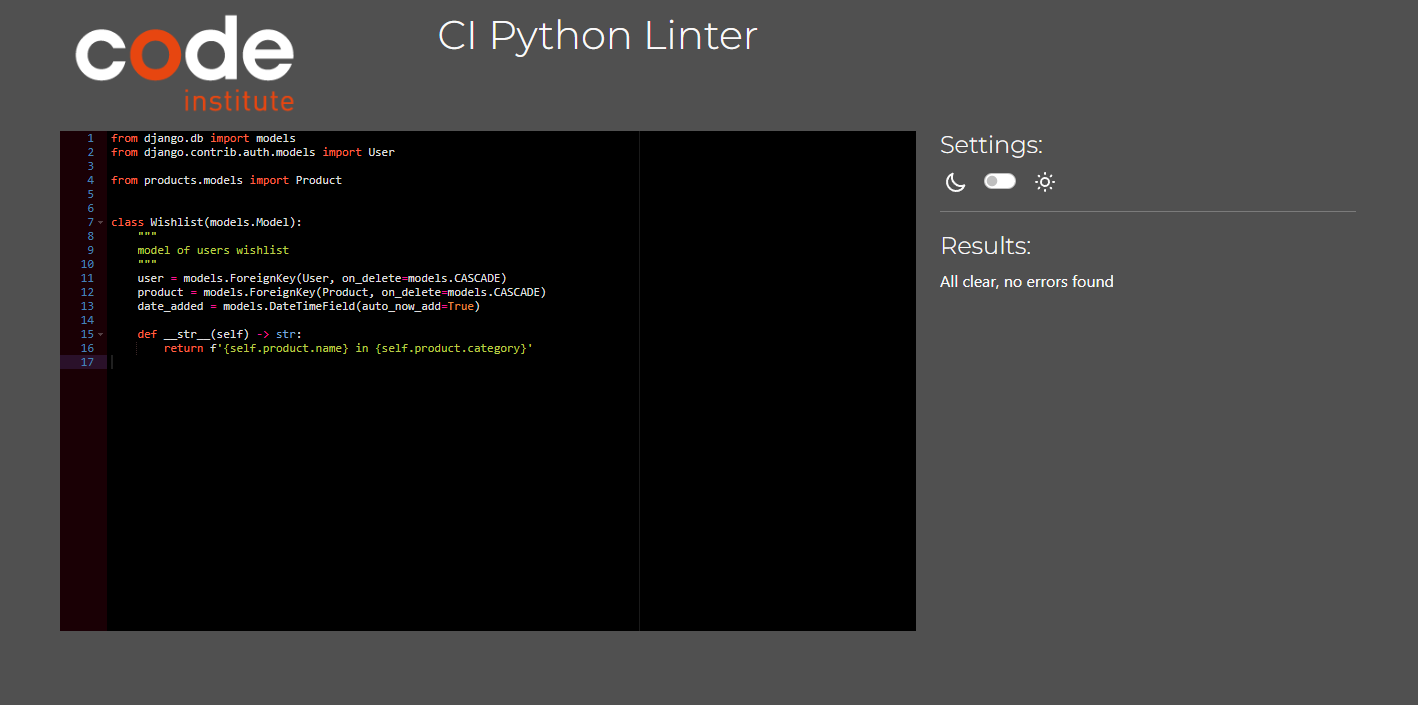 code
institute
CI Python Linter
1 from django.db import models
2 from django.contrib.auth.models import User
3
4 from products.models import Product
5
6
7 class Wishlist(models.Model):
8     """
9     model of users wishlist
10     """
11     user = models.ForeignKey(User, on_delete=models.CASCADE)
12     product = models.ForeignKey(Product, on_delete=models.CASCADE)
13     date_added = models.DateTimeField(auto_now_add=True)
14
15     def __str__(self) -> str:
16         return f'{self.product.name} in {self.product.category}'
17
Settings:
Results:
All clear, no errors found